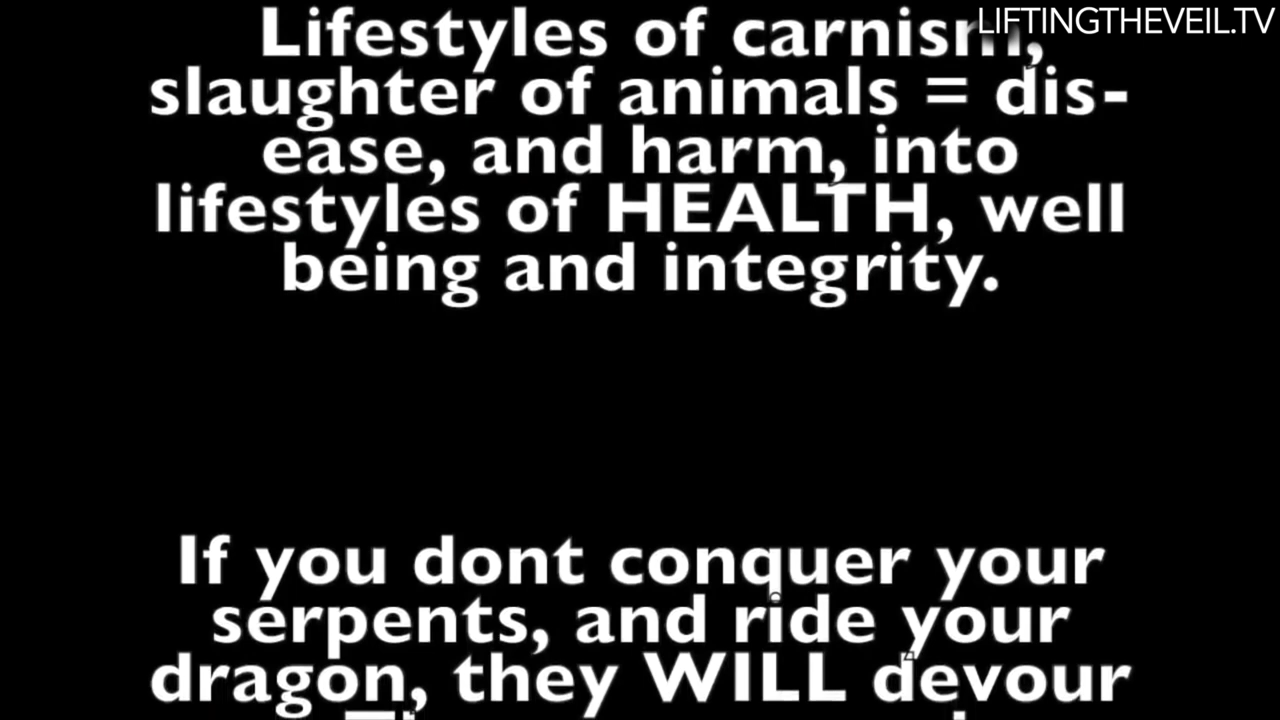 LIFTINGTHEVEIL.TV
Lifestyles of carnism,
slaughter of animals = dis-
ease, and harm, into
lifestyles of HEALTH, well
being and integrity.
If you dont conquer your
serpents, and ride your
dragon, they WILL devour